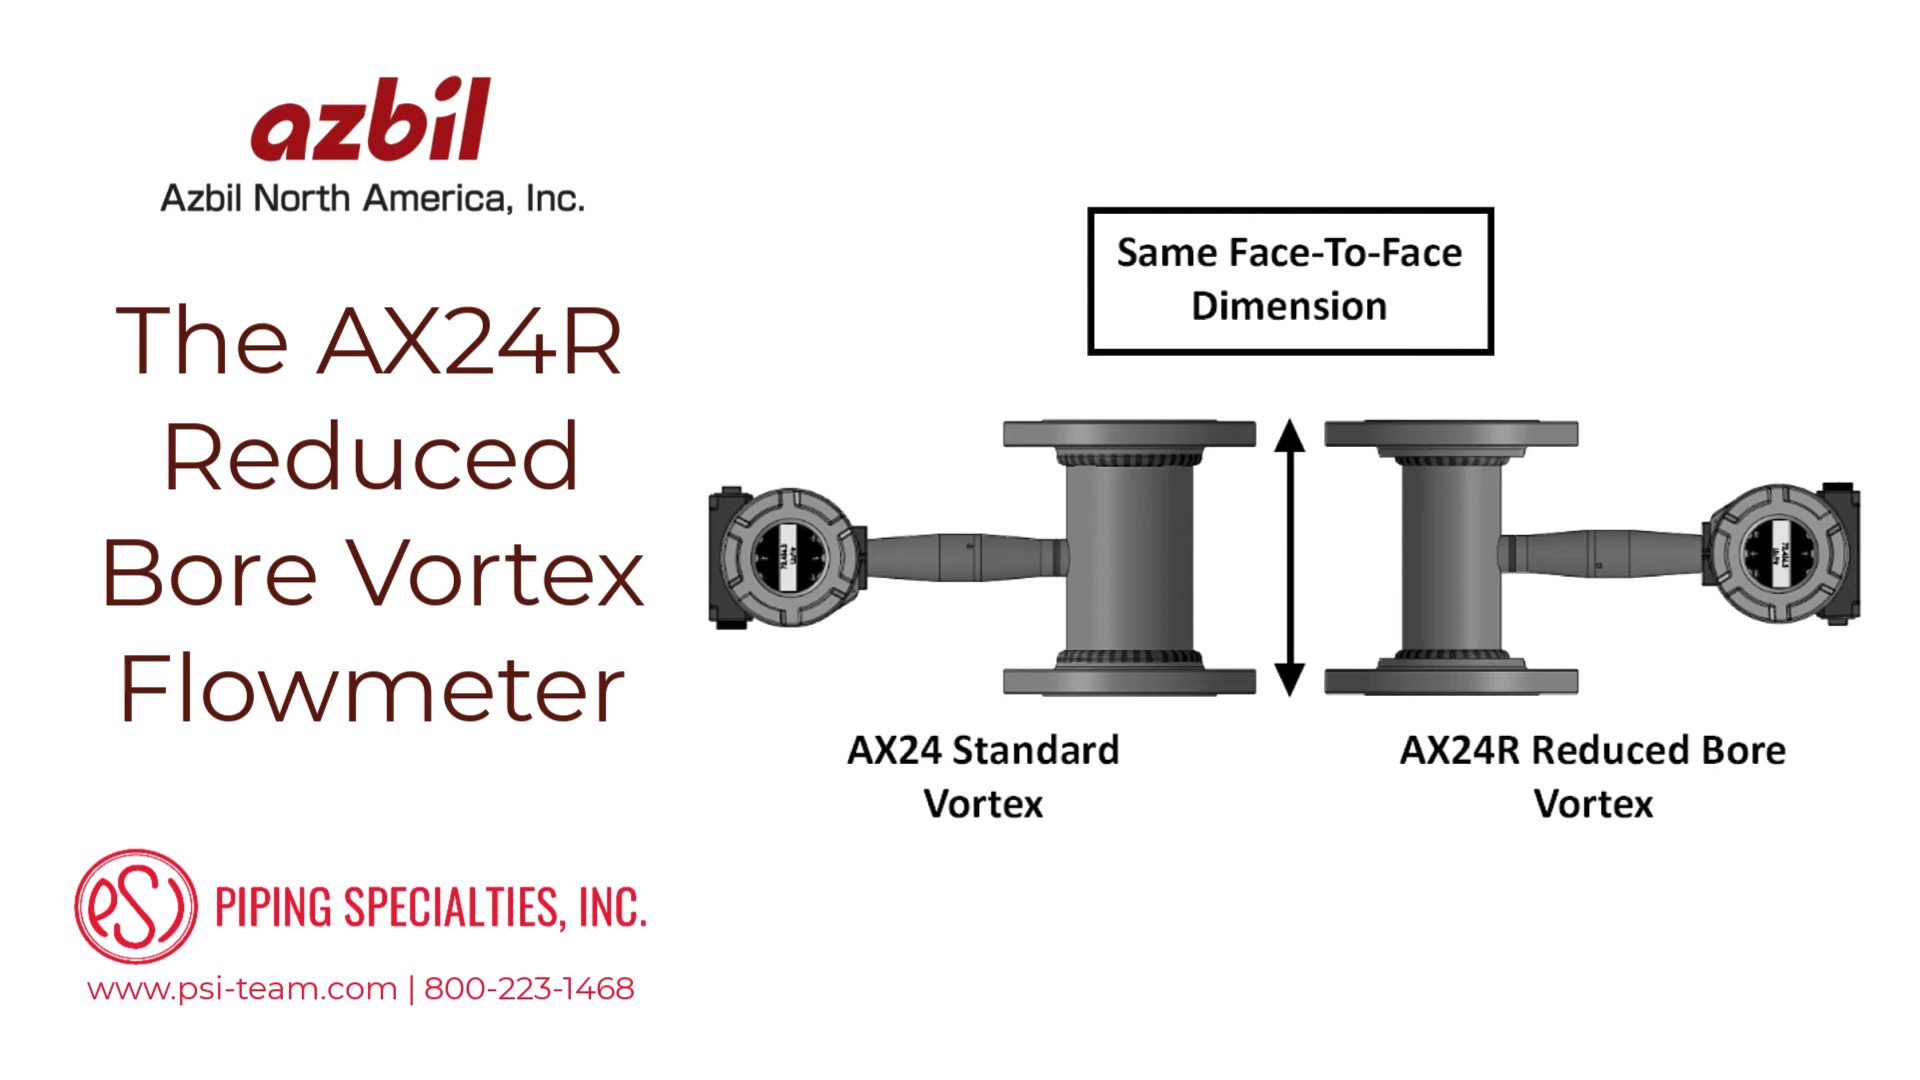 azbil
Azbil North America, Inc.
The AX24R
Reduced
Bore Vortex
Flowmeter
PSI PIPING SPECIALTIES, INC.
www.psi-team.com | 800-223-1468
Same Face-To-Face
Dimension
AX24 Standard
Vortex
AX24R Reduced Bore
Vortex